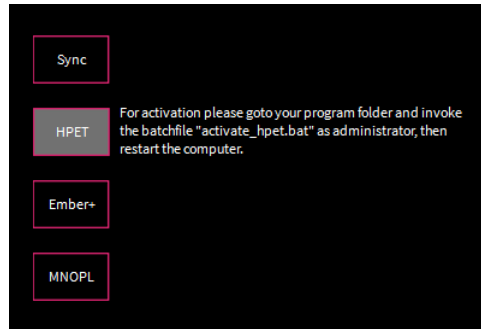 Sync
HPET
For activation please goto your program folder and invoke
the batchfile "activate_hpet.bat" as administrator, then
restart the computer.
Ember+
MNOPL